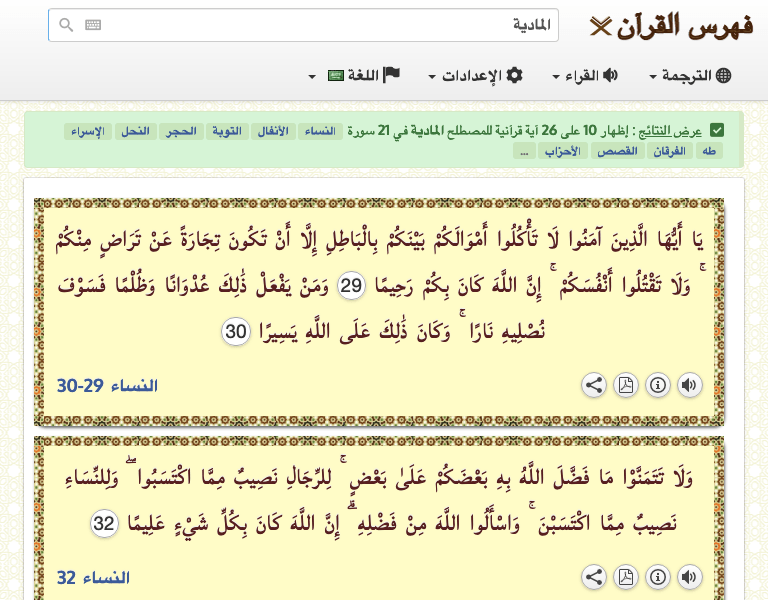 فهرس القرآن
المادية
الترجمة القراء الإعدادات اللغة
عرض النتائج : إظهار 10 على 26 آية قرآنية للمصطلح المادية في 21 سورة النساء الأنفال التوبة الحجر النحل الإسراء
طه الفرقان القصص الأحزاب ...
يَا أَيُّهَا الَّذِينَ آمَنُوا لَا تَأْكُلُوا أَمْوَالَكُمْ بَيْنَكُمْ بِالْبَاطِلِ إِلَّا أَنْ تَكُونَ تِجَارَةً عَنْ تَرَاضٍ مِنْكُمْ
ۚ وَلَا تَقْتُلُوا أَنْفُسَكُمْ ۚ إِنَّ اللَّهَ كَانَ بِكُمْ رَحِيمًا 29 وَمَنْ يَفْعَلْ ذَٰلِكَ عُدْوَانًا وَظُلْمًا فَسَوْفَ
نُصْلِيهِ نَارًا ۚ وَكَانَ ذَٰلِكَ عَلَى اللَّهِ يَسِيرًا 30
النساء 29-30
وَلَا تَتَمَنَّوْا مَا فَضَّلَ اللَّهُ بِهِ بَعْضَكُمْ عَلَىٰ بَعْضٍ ۚ لِلرِّجَالِ نَصِيبٌ مِمَّا اكْتَسَبُوا ۖ وَلِلنِّسَاءِ
نَصِيبٌ مِمَّا اكْتَسَبْنَ ۚ وَاسْأَلُوا اللَّهَ مِنْ فَضْلِهِ ۗ إِنَّ اللَّهَ كَانَ بِكُلِّ شَيْءٍ عَلِيمًا 32
النساء 32